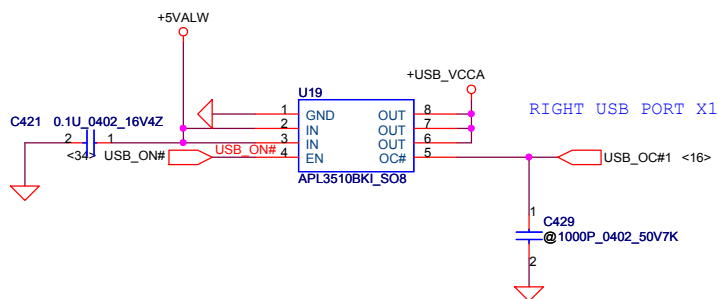 +5VALW
U19
+USB_VCCA
RIGHT USB PORT X1
C421 0.1U_0402_16V4Z
1 GND OUT 8
2 IN OUT 7
2 1
3 IN OUT 6
<34> USB_ON# USB_ON#
4 EN OC# 5
USB_OC#1 <16>
APL3510BKI_SO8
1
C429
@1000P_0402_50V7K
2